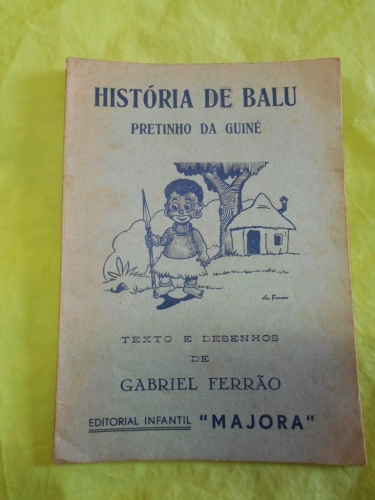 HISTÓRIA DE BALU
PRETINHO DA GUINÉ
TEXTO E DESENHOS
DE
GABRIEL FERRÃO
EDITORIAL INFANTIL "MAJORA"